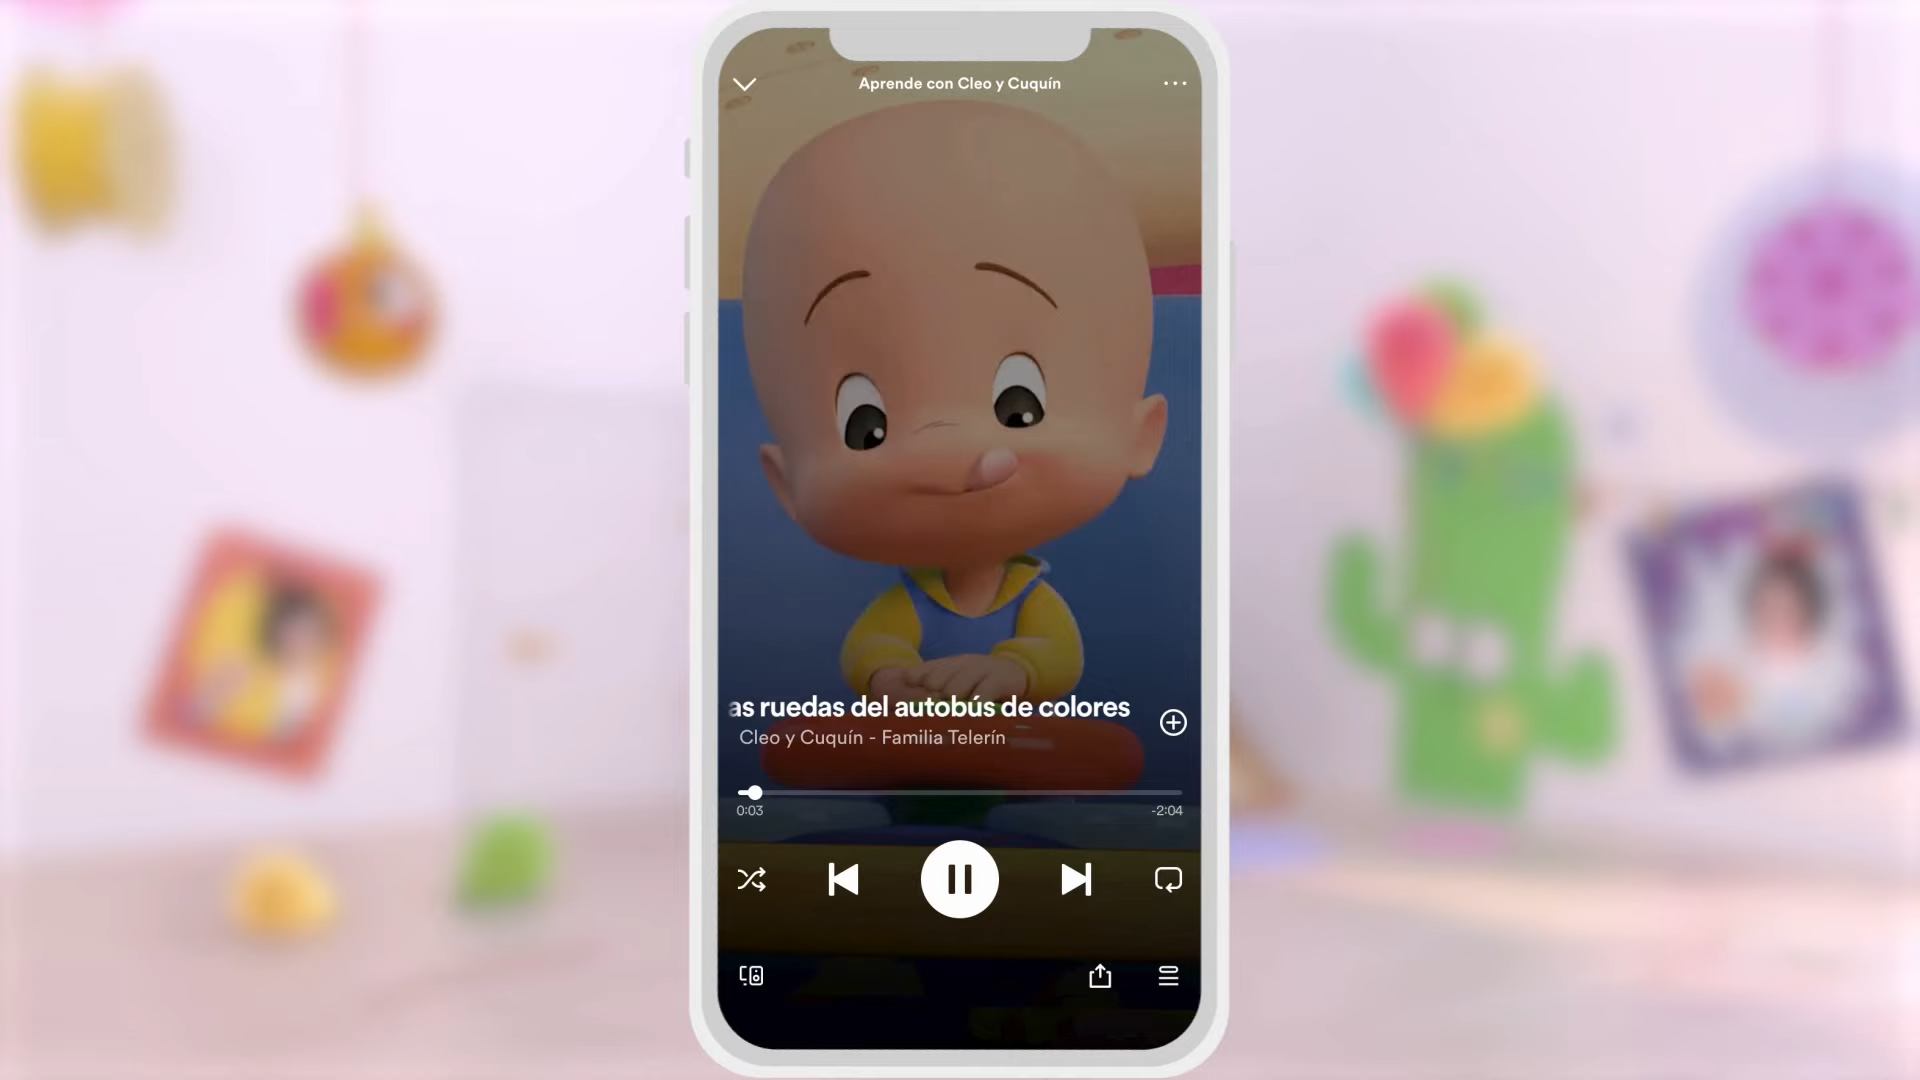 Aprende con Cleo y Cuquín
as ruedas del autobús de colores
Cleo y Cuquín - Familia Telerín
0:03
-2:04